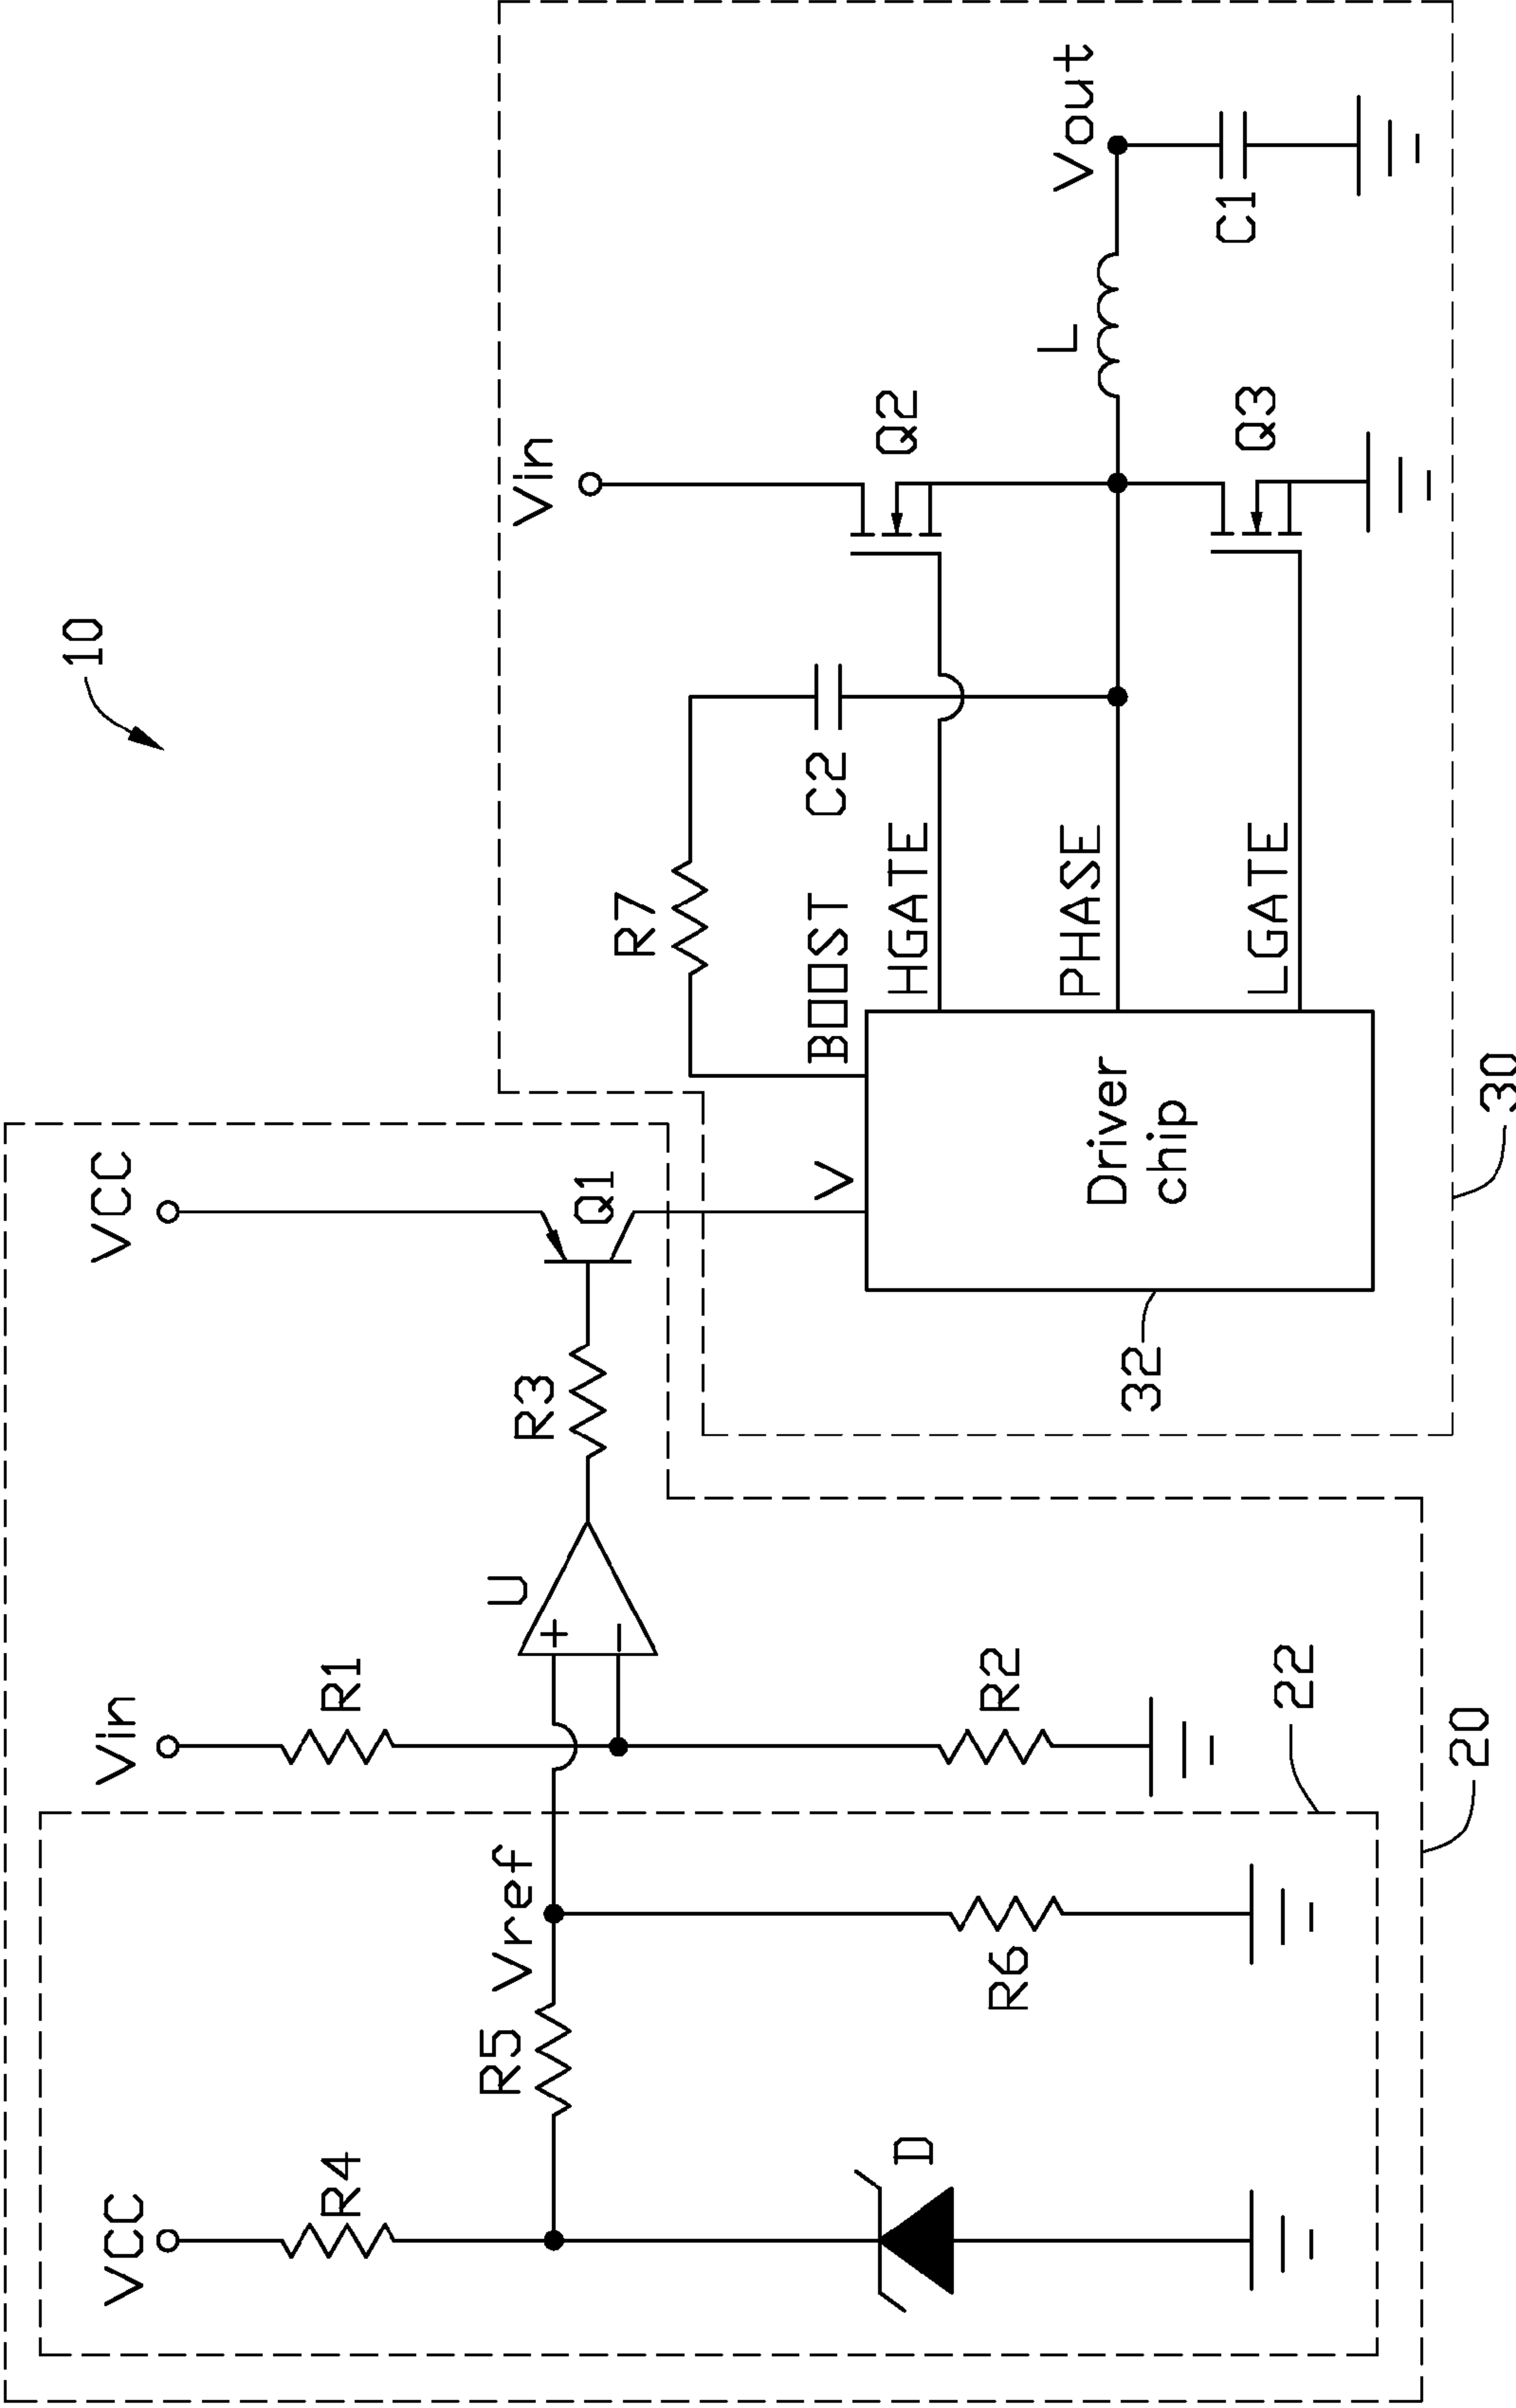 10
VCC
R4
R5
Vref
D
R6
22
20
Vin
R1
R2
U
+
−
R3
VCC
Q1
V
Driver
chip
32
30
BOOST
HGATE
PHASE
LGATE
R7
C2
Vin
Q2
Q3
L
Vout
C1